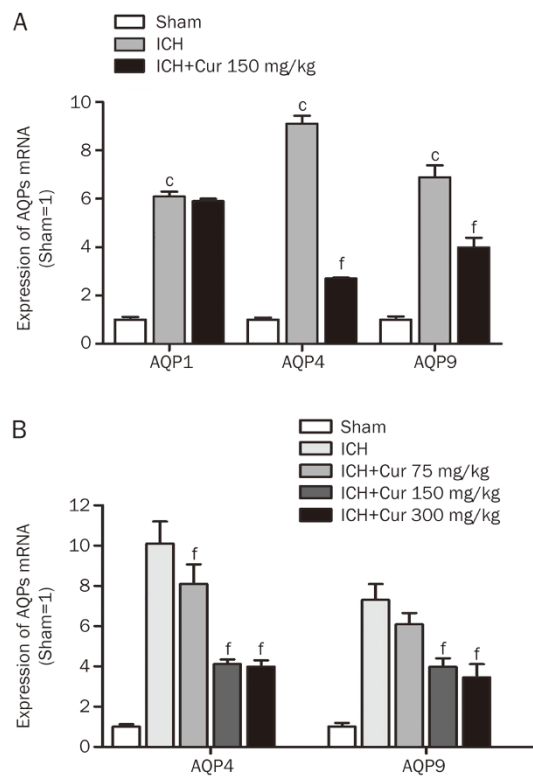 A
Sham
ICH
ICH+Cur 150 mg/kg
Expression of AQPs mRNA
(Sham=1)
10
8
6
4
2
0
c
c
f
c
f
AQP1
AQP4
AQP9
B
Sham
ICH
ICH+Cur 75 mg/kg
ICH+Cur 150 mg/kg
ICH+Cur 300 mg/kg
Expression of AQPs mRNA
(Sham=1)
12
10
8
6
4
2
0
f
f
f
f
f
AQP4
AQP9